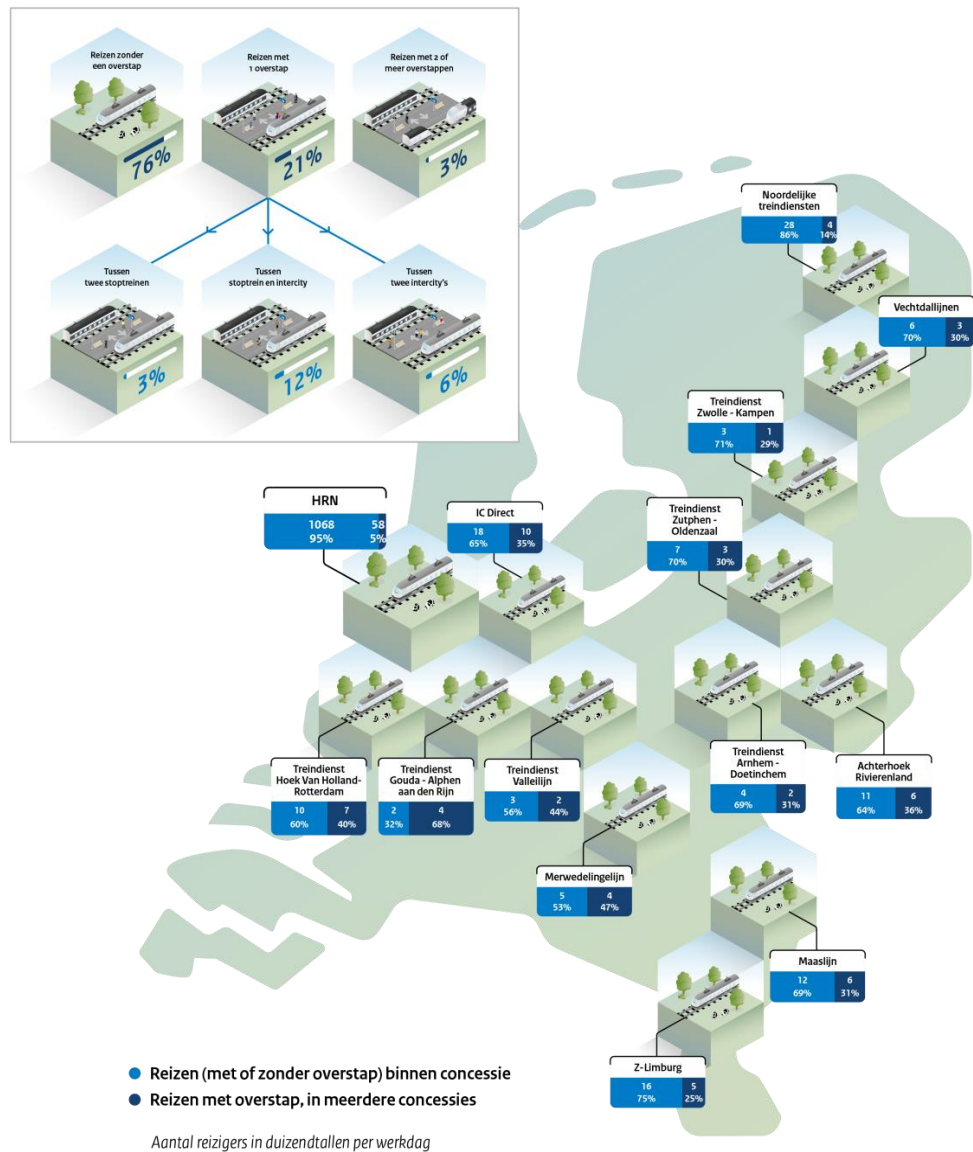 Reizen zonder
een overstap
76%
Reizen met
1 overstap
21%
Reizen met 2 of
meer overstappen
3%
Tussen
twee stoptreinen
3%
Tussen
stoptrein en intercity
12%
Tussen
twee intercity's
6%
Noordelijke
treindiensten
28 4
86% 14%
Vechtdallijnen
6 3
70% 30%
Treindienst
Zwolle - Kampen
3 1
71% 29%
HRN
1068 58
95% 5%
IC Direct
18 10
65% 35%
Treindienst
Zutphen -
Oldenzaal
7 3
70% 30%
Treindienst
Hoek Van Holland-
Rotterdam
10 7
60% 40%
Treindienst
Gouda - Alphen
aan den Rijn
2 4
32% 68%
Treindienst
Valleilijn
3 2
56% 44%
Treindienst
Arnhem -
Doetinchem
4 2
69% 31%
Achterhoek
Rivierenland
11 6
64% 36%
Merwedelingelijn
5 4
53% 47%
Maaslijn
12 6
69% 31%
Z-Limburg
16 5
75% 25%
Reizen (met of zonder overstap) binnen concessie
Reizen met overstap, in meerdere concessies
Aantal reizigers in duizendtallen per werkdag